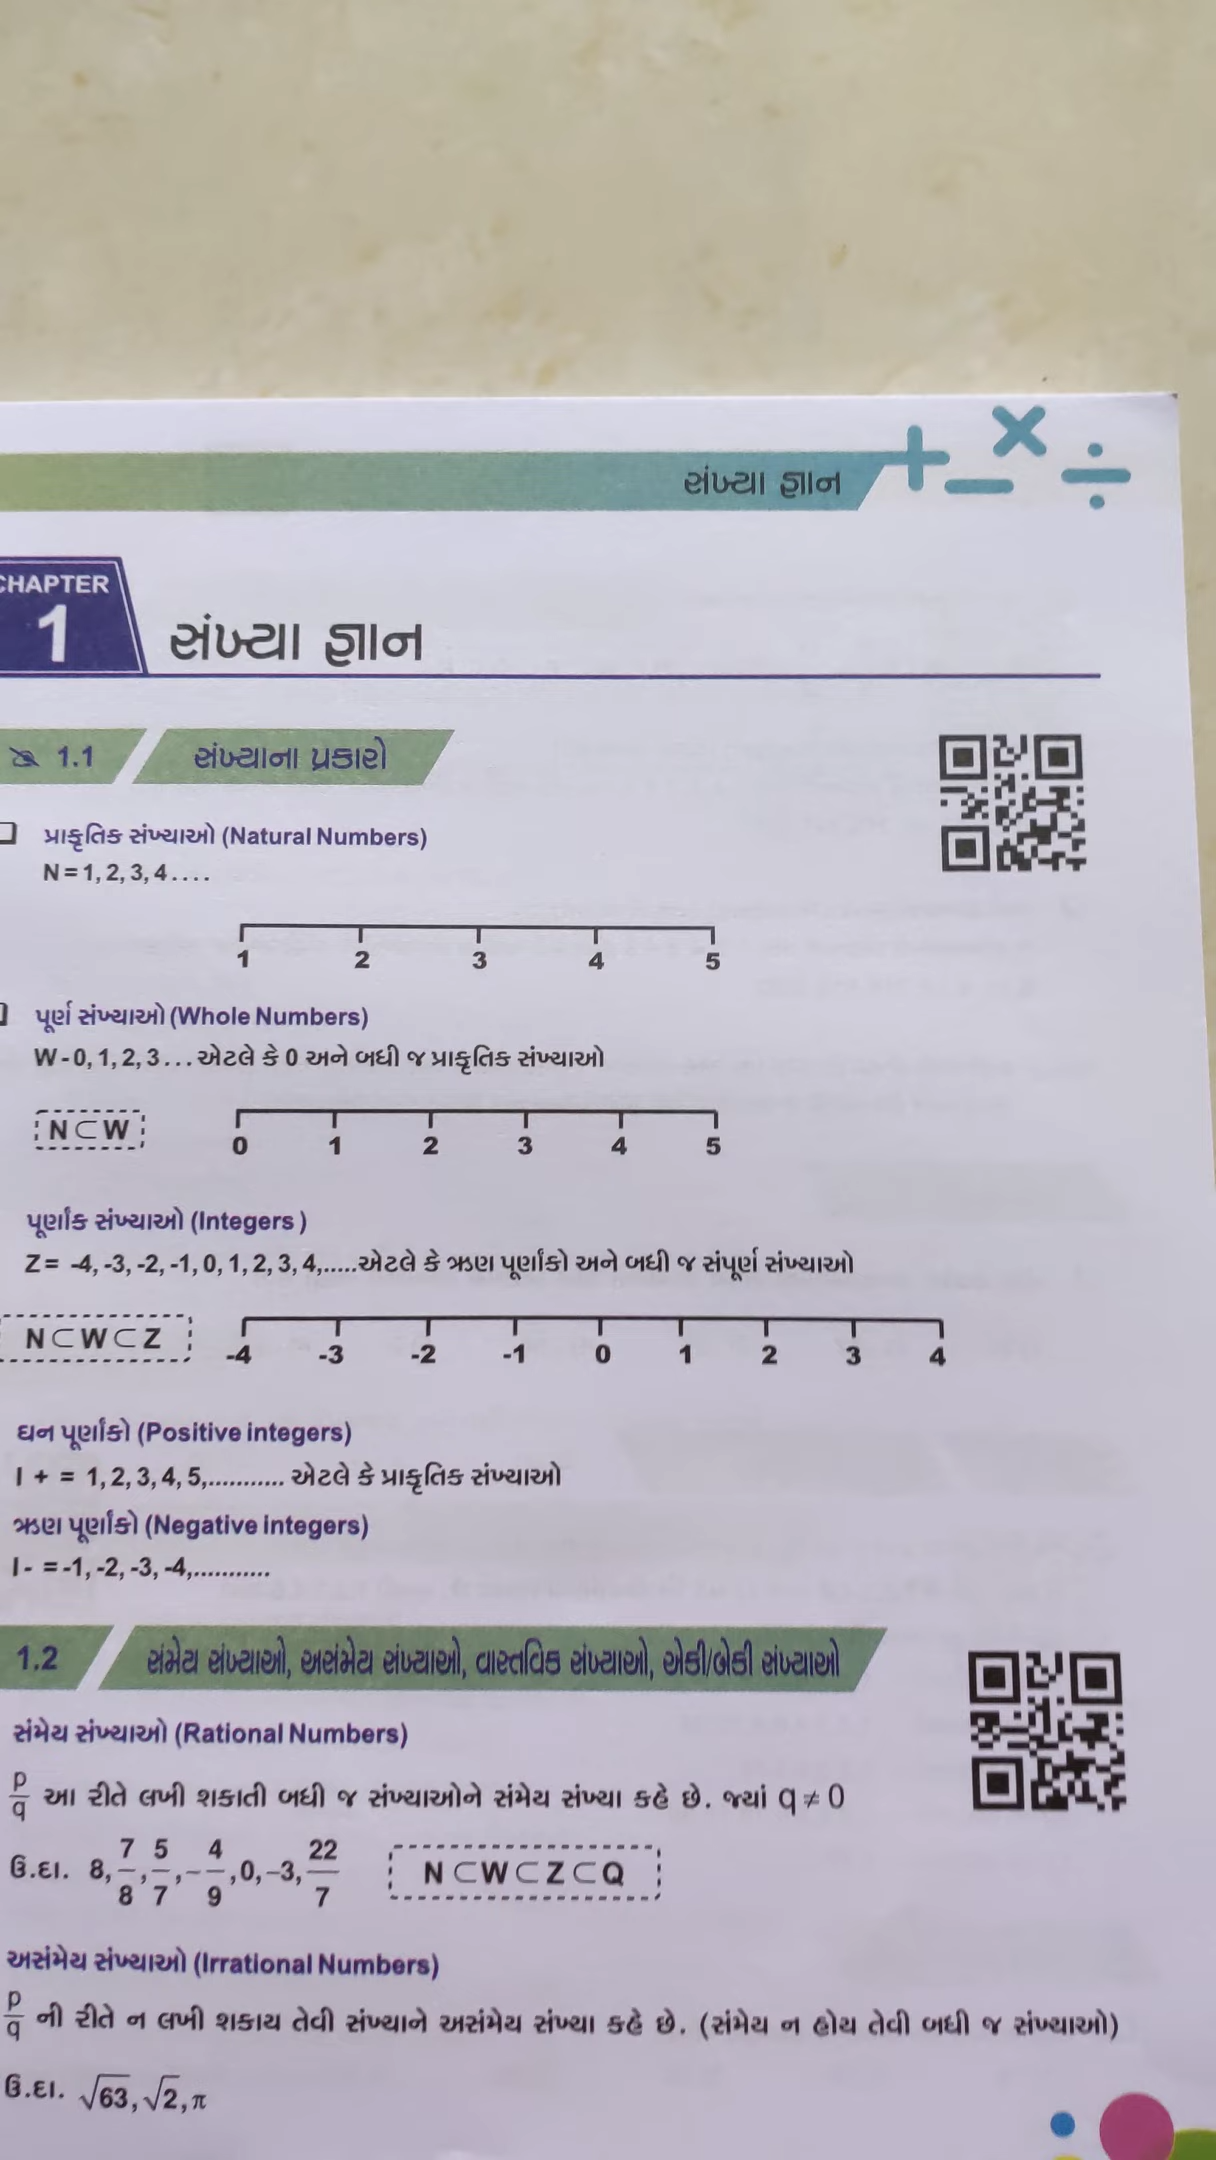 સંખ્યા જ્ઞાન
CHAPTER
1
સંખ્યા જ્ઞાન
1.1 સંખ્યાના પ્રકારો
પ્રાકૃતિક સંખ્યાઓ (Natural Numbers)
N = 1, 2, 3, 4 . . . .
1 2 3 4 5
પૂર્ણ સંખ્યાઓ (Whole Numbers)
W - 0, 1, 2, 3 . . . એટલે કે 0 અને બધી જ પ્રાકૃતિક સંખ્યાઓ
N ⊂ W
0 1 2 3 4 5
પૂર્ણાંક સંખ્યાઓ (Integers )
Z = -4, -3, -2, -1, 0, 1, 2, 3, 4,.....એટલે કે ઋણ પૂર્ણાંકો અને બધી જ સંપૂર્ણ સંખ્યાઓ
N ⊂ W ⊂ Z
-4 -3 -2 -1 0 1 2 3 4
ધન પૂર્ણાંકો (Positive integers)
I + = 1, 2, 3, 4, 5,........... એટલે કે પ્રાકૃતિક સંખ્યાઓ
ઋણ પૂર્ણાંકો (Negative integers)
I - = -1, -2, -3, -4,...........
1.2 સંમેય સંખ્યાઓ, અસંમેય સંખ્યાઓ, વાસ્તવિક સંખ્યાઓ, એકી/બેકી સંખ્યાઓ
સંમેય સંખ્યાઓ (Rational Numbers)
p/q આ રીતે લખી શકાતી બધી જ સંખ્યાઓને સંમેય સંખ્યા કહે છે. જ્યાં q ≠ 0
ઉ.દા. 8, 7/8, 5/7, -4/9, 0, -3, 22/7
N ⊂ W ⊂ Z ⊂ Q
અસંમેય સંખ્યાઓ (Irrational Numbers)
p/q ની રીતે ન લખી શકાય તેવી સંખ્યાને અસંમેય સંખ્યા કહે છે. (સંમેય ન હોય તેવી બધી જ સંખ્યાઓ)
ઉ.દા. √63, √2, π